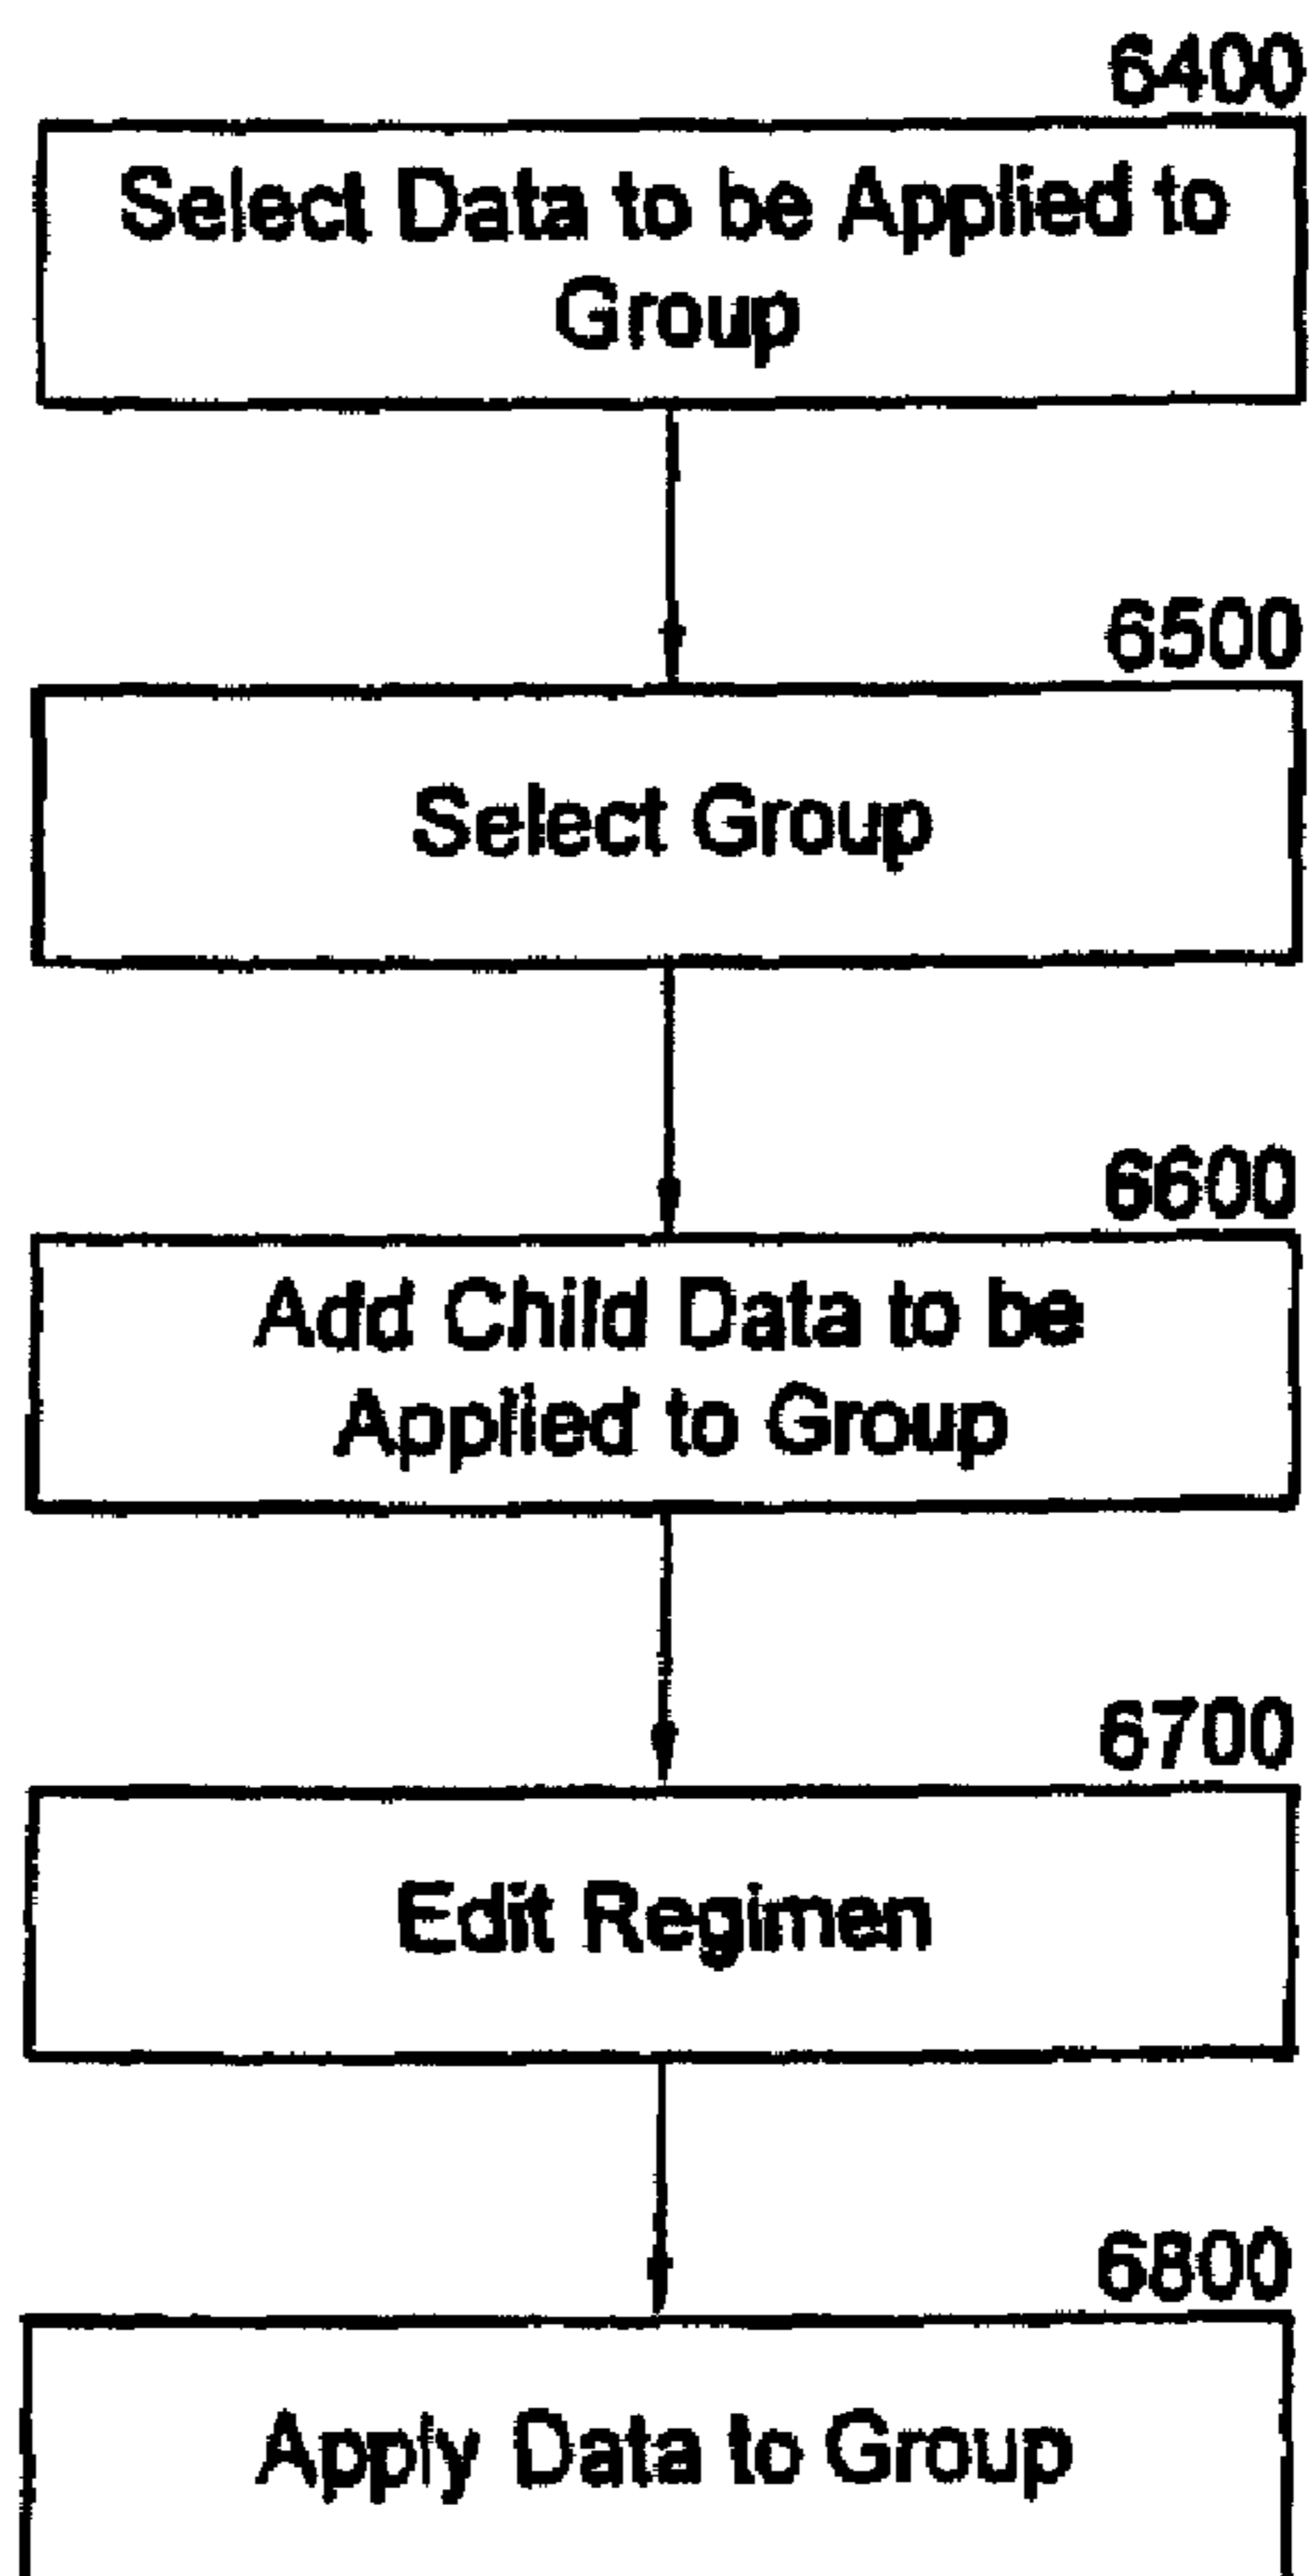 6400
Select Data to be Applied to
Group
6500
Select Group
6600
Add Child Data to be
Applied to Group
6700
Edit Regimen
6800
Apply Data to Group